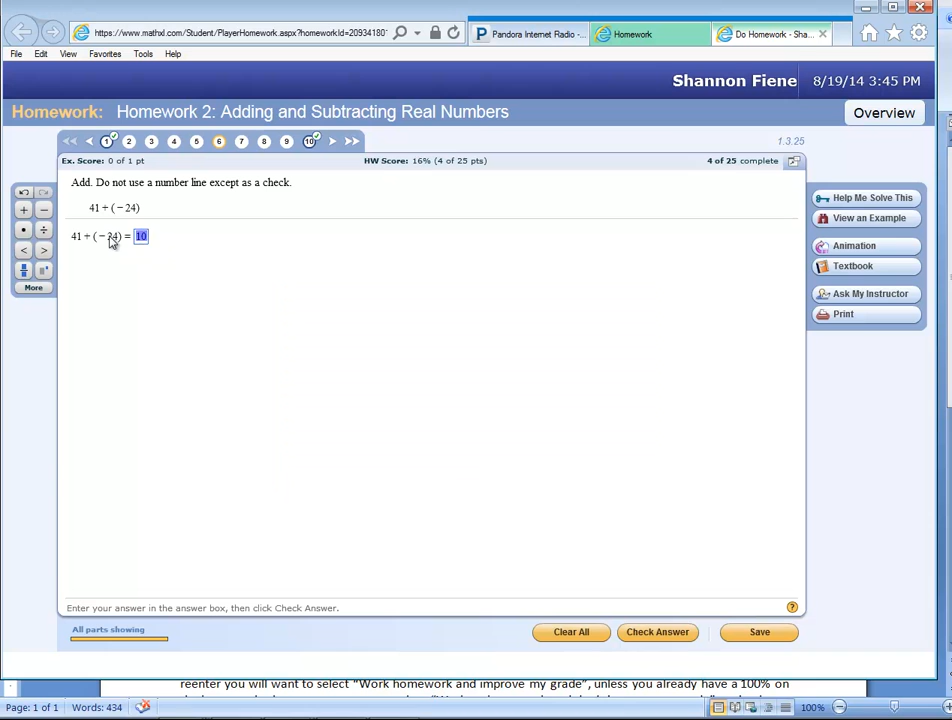 https://www.mathxl.com/Student/PlayerHomework.aspx?homeworkId=20934180
Pandora Internet Radio - ...
Homework
Do Homework - Sha...
File Edit View Favorites Tools Help
Shannon Fiene 8/19/14 3:45 PM
Homework: Homework 2: Adding and Subtracting Real Numbers
Overview
1 2 3 4 5 6 7 8 9 10
1.3.25
Ex. Score: 0 of 1 pt HW Score: 16% (4 of 25 pts) 4 of 25 complete
Add. Do not use a number line except as a check.
41 + ( − 24)
41 + ( − 24) = 10
More
Help Me Solve This
View an Example
Animation
Textbook
Ask My Instructor
Print
Enter your answer in the answer box, then click Check Answer.
?
All parts showing
Clear All Check Answer Save
reenter you will want to select "Work homework and improve my grade", unless you already have a 100% on
Page: 1 of 1 Words: 434 100%